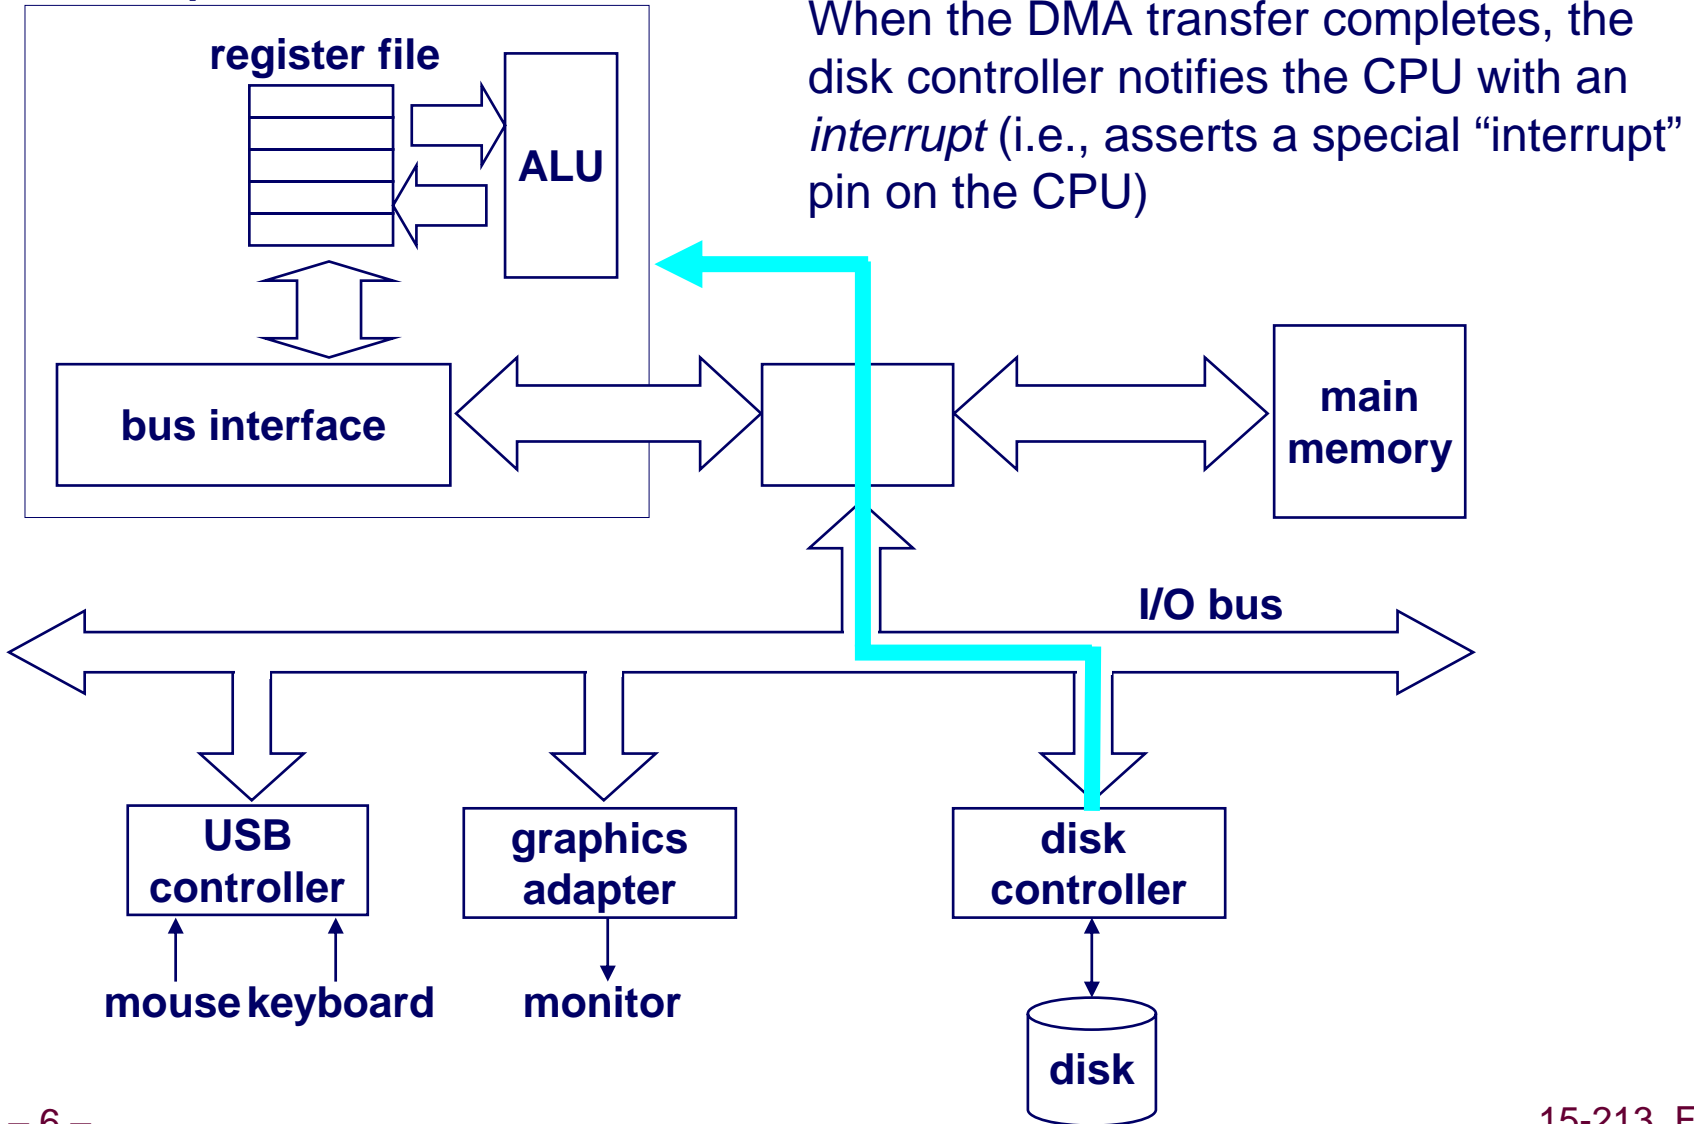 When the DMA transfer completes, the
disk controller notifies the CPU with an
interrupt (i.e., asserts a special “interrupt”
pin on the CPU)
register file
ALU
bus interface
main
memory
I/O bus
USB
controller
graphics
adapter
disk
controller
mouse keyboard
monitor
disk
– 6 –
15-213, F